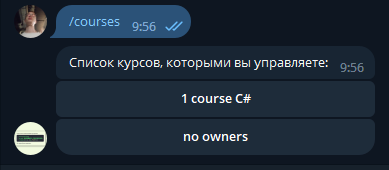 /courses 9:56
Список курсов, которыми вы управляете: 9:56
1 course C#
no owners